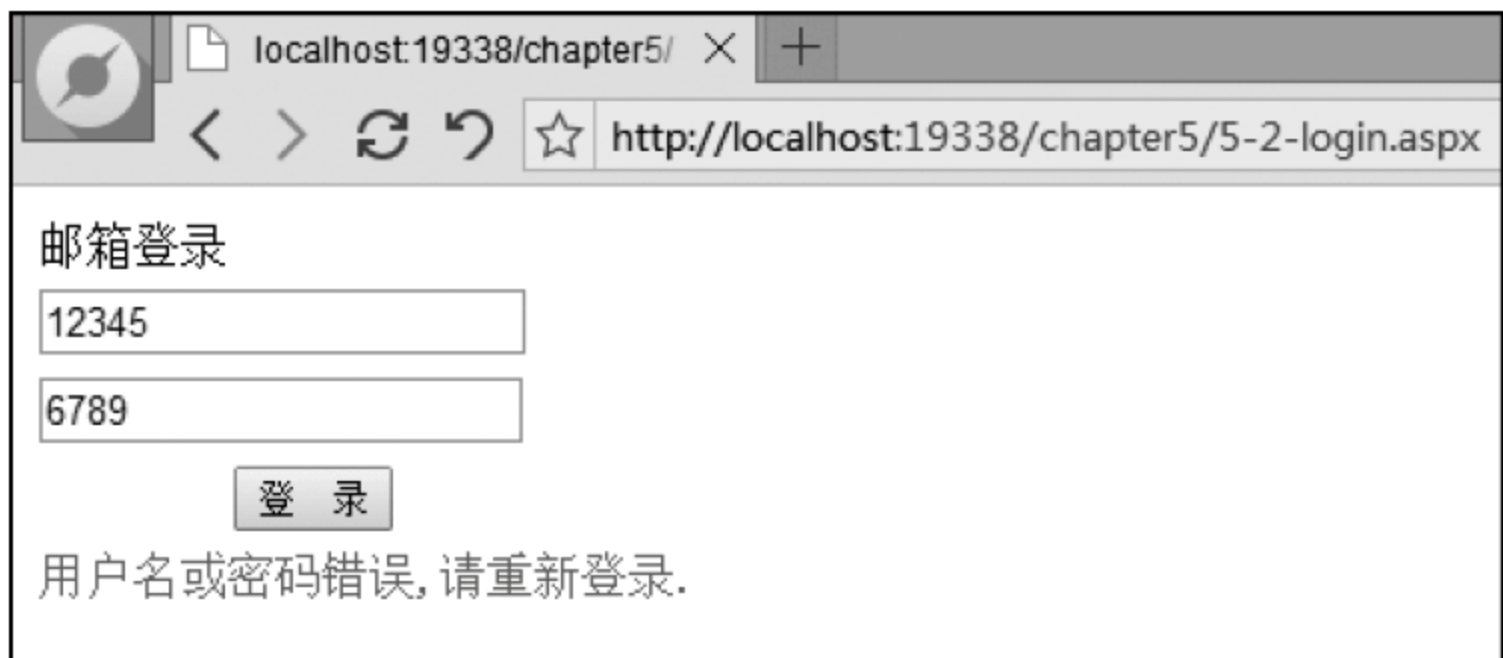 localhost:19338/chapter5/
http://localhost:19338/chapter5/5-2-login.aspx
邮箱登录
12345
6789
登 录
用户名或密码错误,请重新登录.